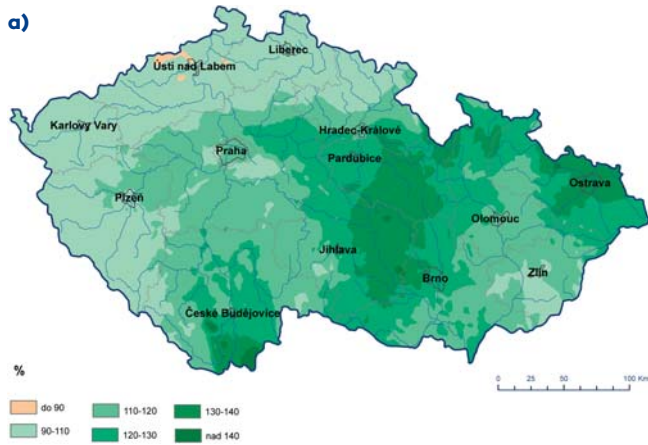 a)
Liberec
Ústí nad Labem
Karlovy Vary
Hradec-Králové
Praha
Pardubice
Ostrava
Plzeň
Olomouc
Jihlava
Zlín
Brno
České Budějovice
%
do 90
110-120
130-140
90-110
120-130
nad 140
0 25 50 100 Km